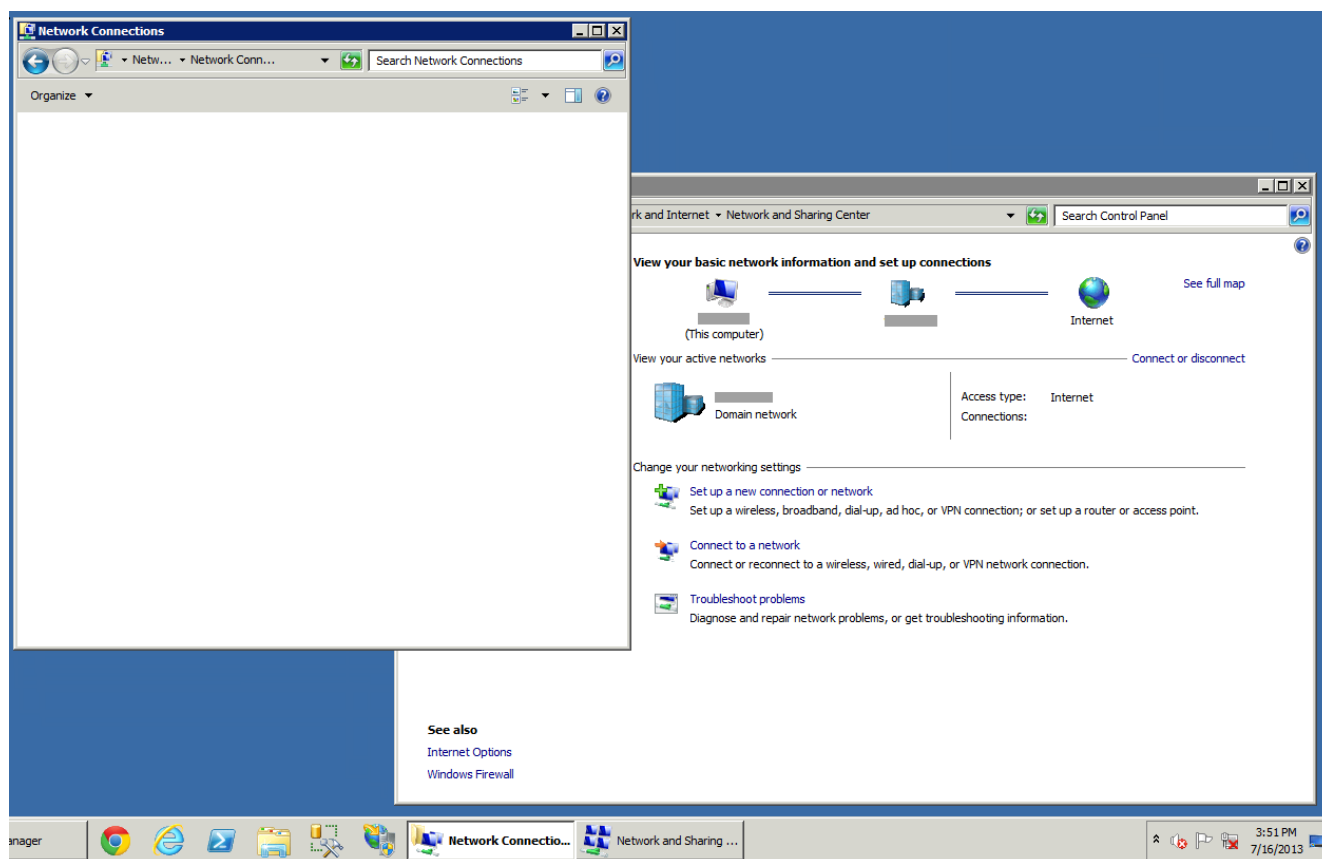 Network Connections
Netw... Network Conn...
Search Network Connections
Organize
rk and Internet Network and Sharing Center
Search Control Panel
View your basic network information and set up connections
See full map
(This computer)
Internet
View your active networks
Connect or disconnect
Domain network
Access type: Internet
Connections:
Change your networking settings
Set up a new connection or network
Set up a wireless, broadband, dial-up, ad hoc, or VPN connection; or set up a router or access point.
Connect to a network
Connect or reconnect to a wireless, wired, dial-up, or VPN network connection.
Troubleshoot problems
Diagnose and repair network problems, or get troubleshooting information.
See also
Internet Options
Windows Firewall
anager
Network Connectio...
Network and Sharing ...
3:51 PM
7/16/2013